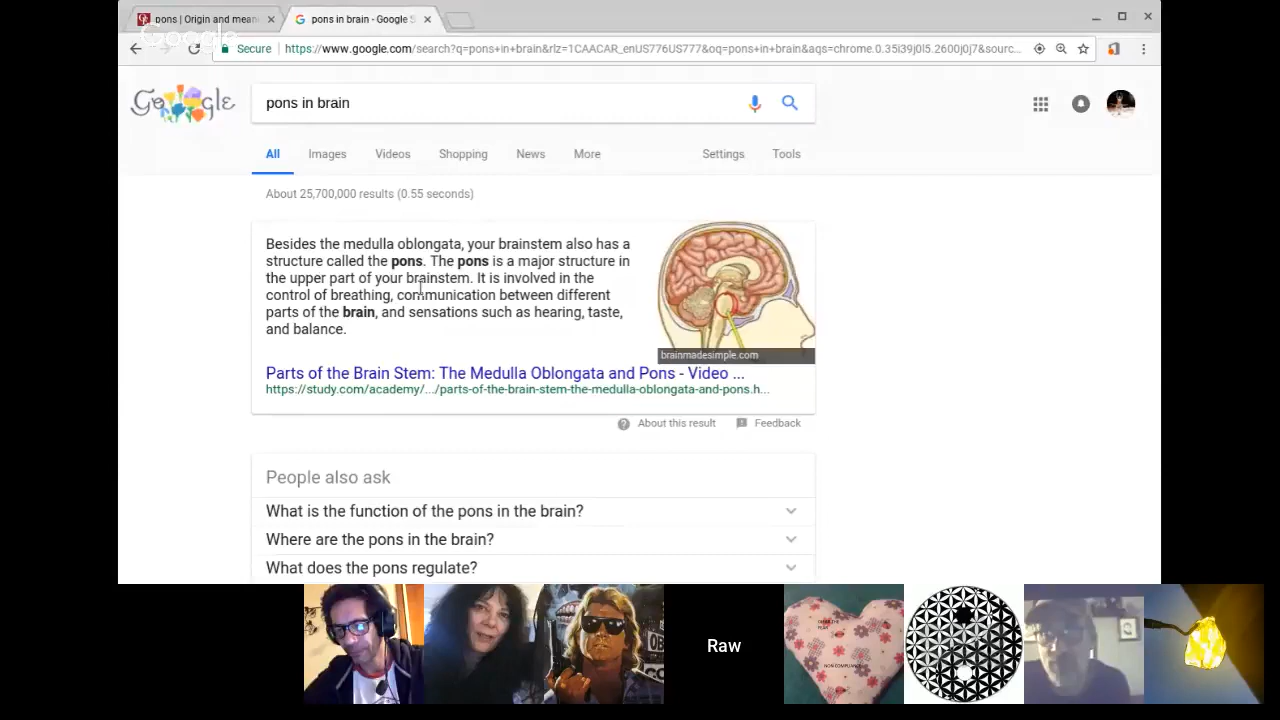 pons | Origin and mean
pons in brain - Google S
Google
Secure
https://www.google.com/search?q=pons+in+brain&rlz=1CAACAR_enUS776US777&oq=pons+in+brain&aqs=chrome.0.35i39j0l5.2600j0j7&sourc...
Google
pons in brain
All Images Videos Shopping News More Settings Tools
About 25,700,000 results (0.55 seconds)
Besides the medulla oblongata, your brainstem also has a
structure called the pons. The pons is a major structure in
the upper part of your brainstem. It is involved in the
control of breathing, communication between different
parts of the brain, and sensations such as hearing, taste,
and balance.
brainmadesimple.com
Parts of the Brain Stem: The Medulla Oblongata and Pons - Video ...
https://study.com/academy/.../parts-of-the-brain-stem-the-medulla-oblongata-and-pons.h...
About this result Feedback
People also ask
What is the function of the pons in the brain?
Where are the pons in the brain?
What does the pons regulate?
Raw
NON COMPLIANCE